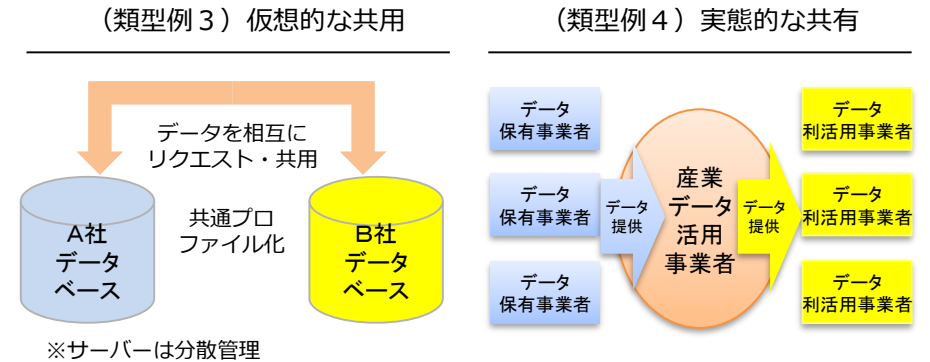 （類型例３）仮想的な共用
データを相互に
リクエスト・共用
A社
データ
ベース
共通プロ
ファイル化
B社
データ
ベース
※サーバーは分散管理
（類型例４）実態的な共有
データ
保有事業者
データ
保有事業者
データ
保有事業者
データ
提供
産業
データ
活用
事業者
データ
提供
データ
利活用事業者
データ
利活用事業者
データ
利活用事業者